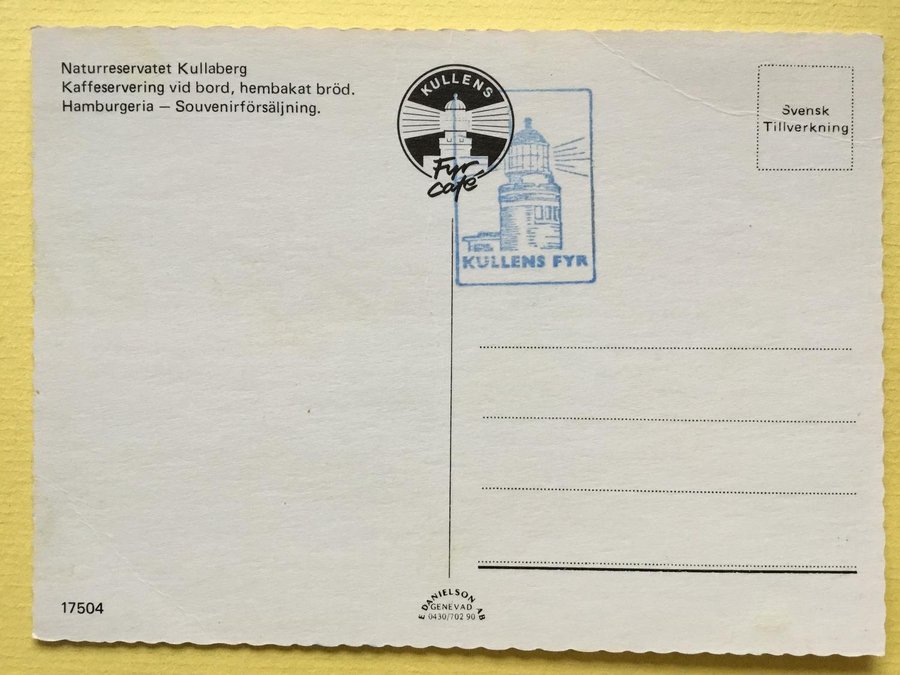 Naturreservatet Kullaberg
Kaffeservering vid bord, hembakat bröd.
Hamburgeria – Souvenirförsäljning.
KULLENS
Fyr-
café
KULLENS FYR
Svensk
Tillverkning
17504
E DANIELSON AB
GENEVAD
0430/702 90